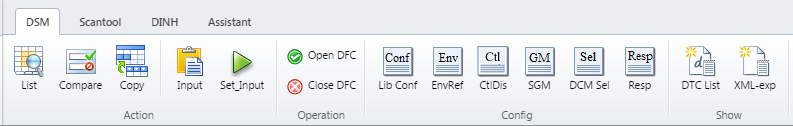 DSM Scantool DINH Assistant
Conf Env Ctl GM Sel Resp
List Compare Copy Input Set_Input Open DFC Close DFC Lib Conf EnvRef CtlDis SGM DCM Sel Resp DTC List XML-exp
Action Operation Config Show